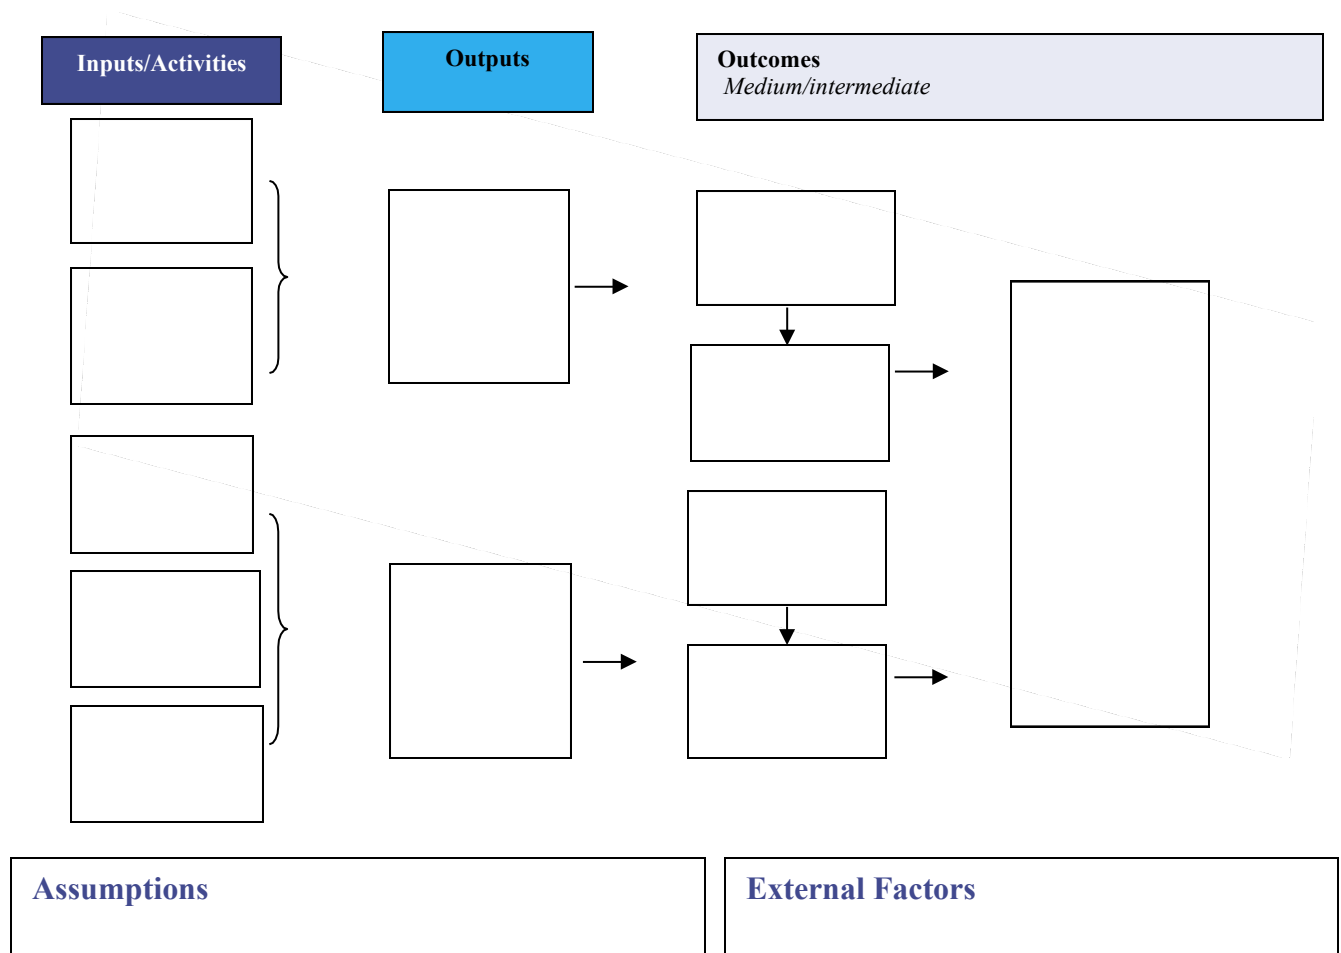 Inputs/Activities
Outputs
Outcomes
Medium/intermediate
Assumptions
External Factors